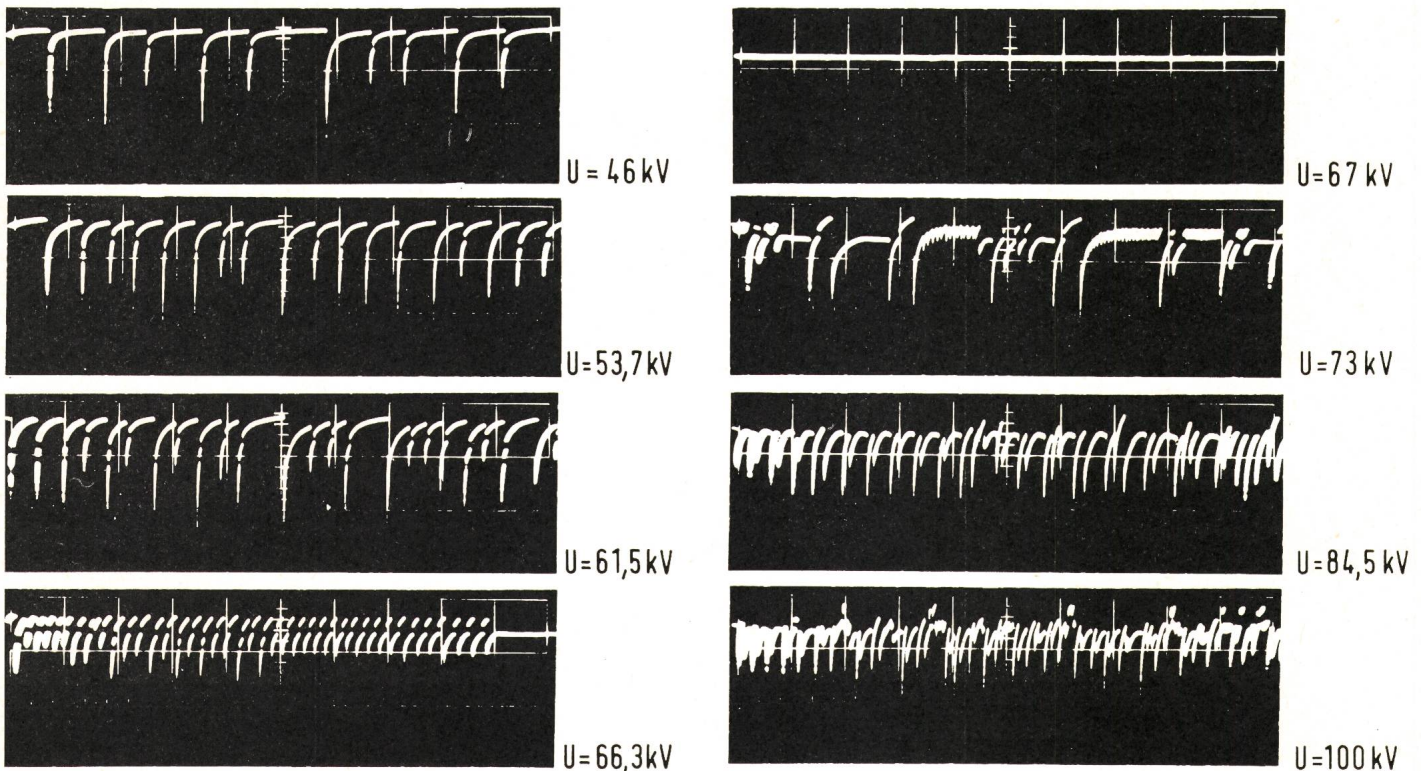 U = 46 kV
U=53,7 kV
U=61,5 kV
U=66,3 kV
U=67 kV
U=73 kV
U=84,5 kV
U=100 kV